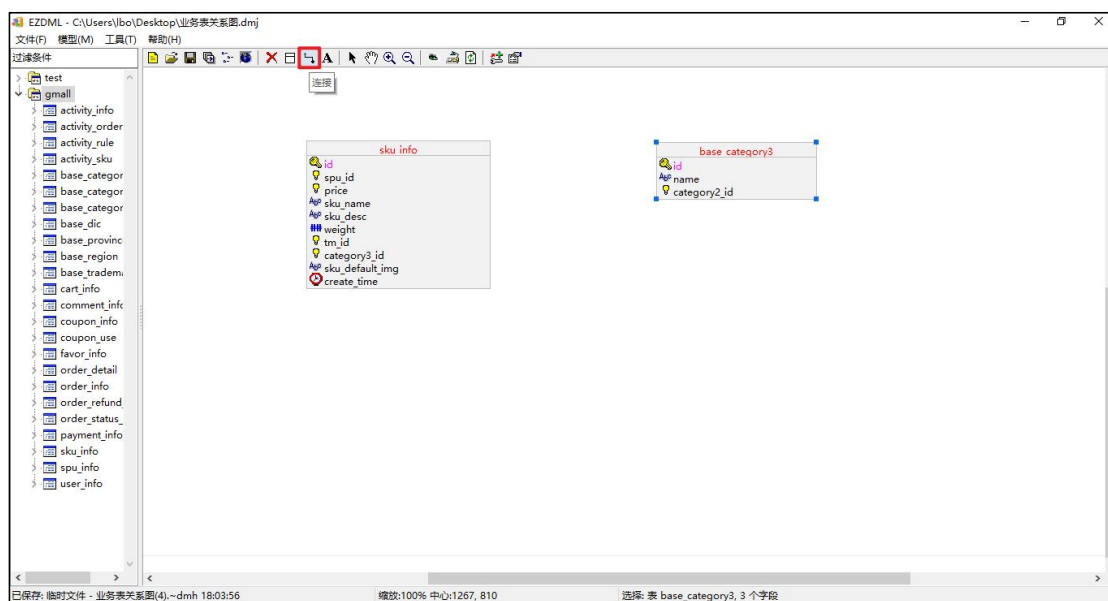 EZDML - C:\Users\lbo\Desktop\业务表关系图.dmj
文件(F) 模型(M) 工具(T) 帮助(H)
过滤条件
连接
test
gmall
activity_info
activity_order
activity_rule
activity_sku
base_categor
base_categor
base_categor
base_dic
base_provinc
base_region
base_tradema
cart_info
comment_info
coupon_info
coupon_use
favor_info
order_detail
order_info
order_refund_
order_status_
payment_info
sku_info
spu_info
user_info
sku info
id
spu_id
price
sku_name
sku_desc
weight
tm_id
category3_id
sku_default_img
create_time
base category3
id
name
category2_id
已保存: 临时文件 - 业务表关系图(4).~dmh 18:03:56
缩放:100% 中心:1267, 810
选择: 表 base_category3, 3 个字段